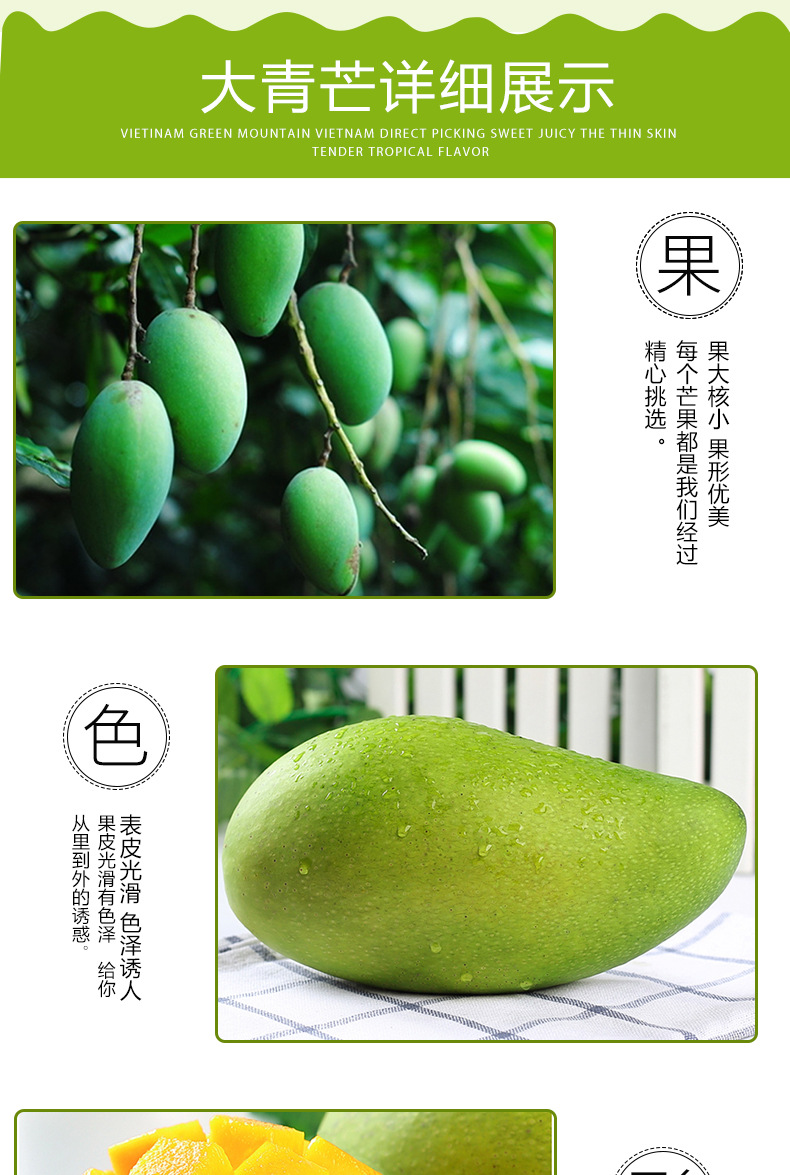 大青芒详细展示
VIETINAM GREEN MOUNTAIN VIETNAM DIRECT PICKING SWEET JUICY THE THIN SKIN
TENDER TROPICAL FLAVOR
果
果大核小 果形优美
每个芒果都是我们经过
精心挑选。
色
表皮光滑 色泽诱人
果皮光滑有色泽 给你
从里到外的诱惑。